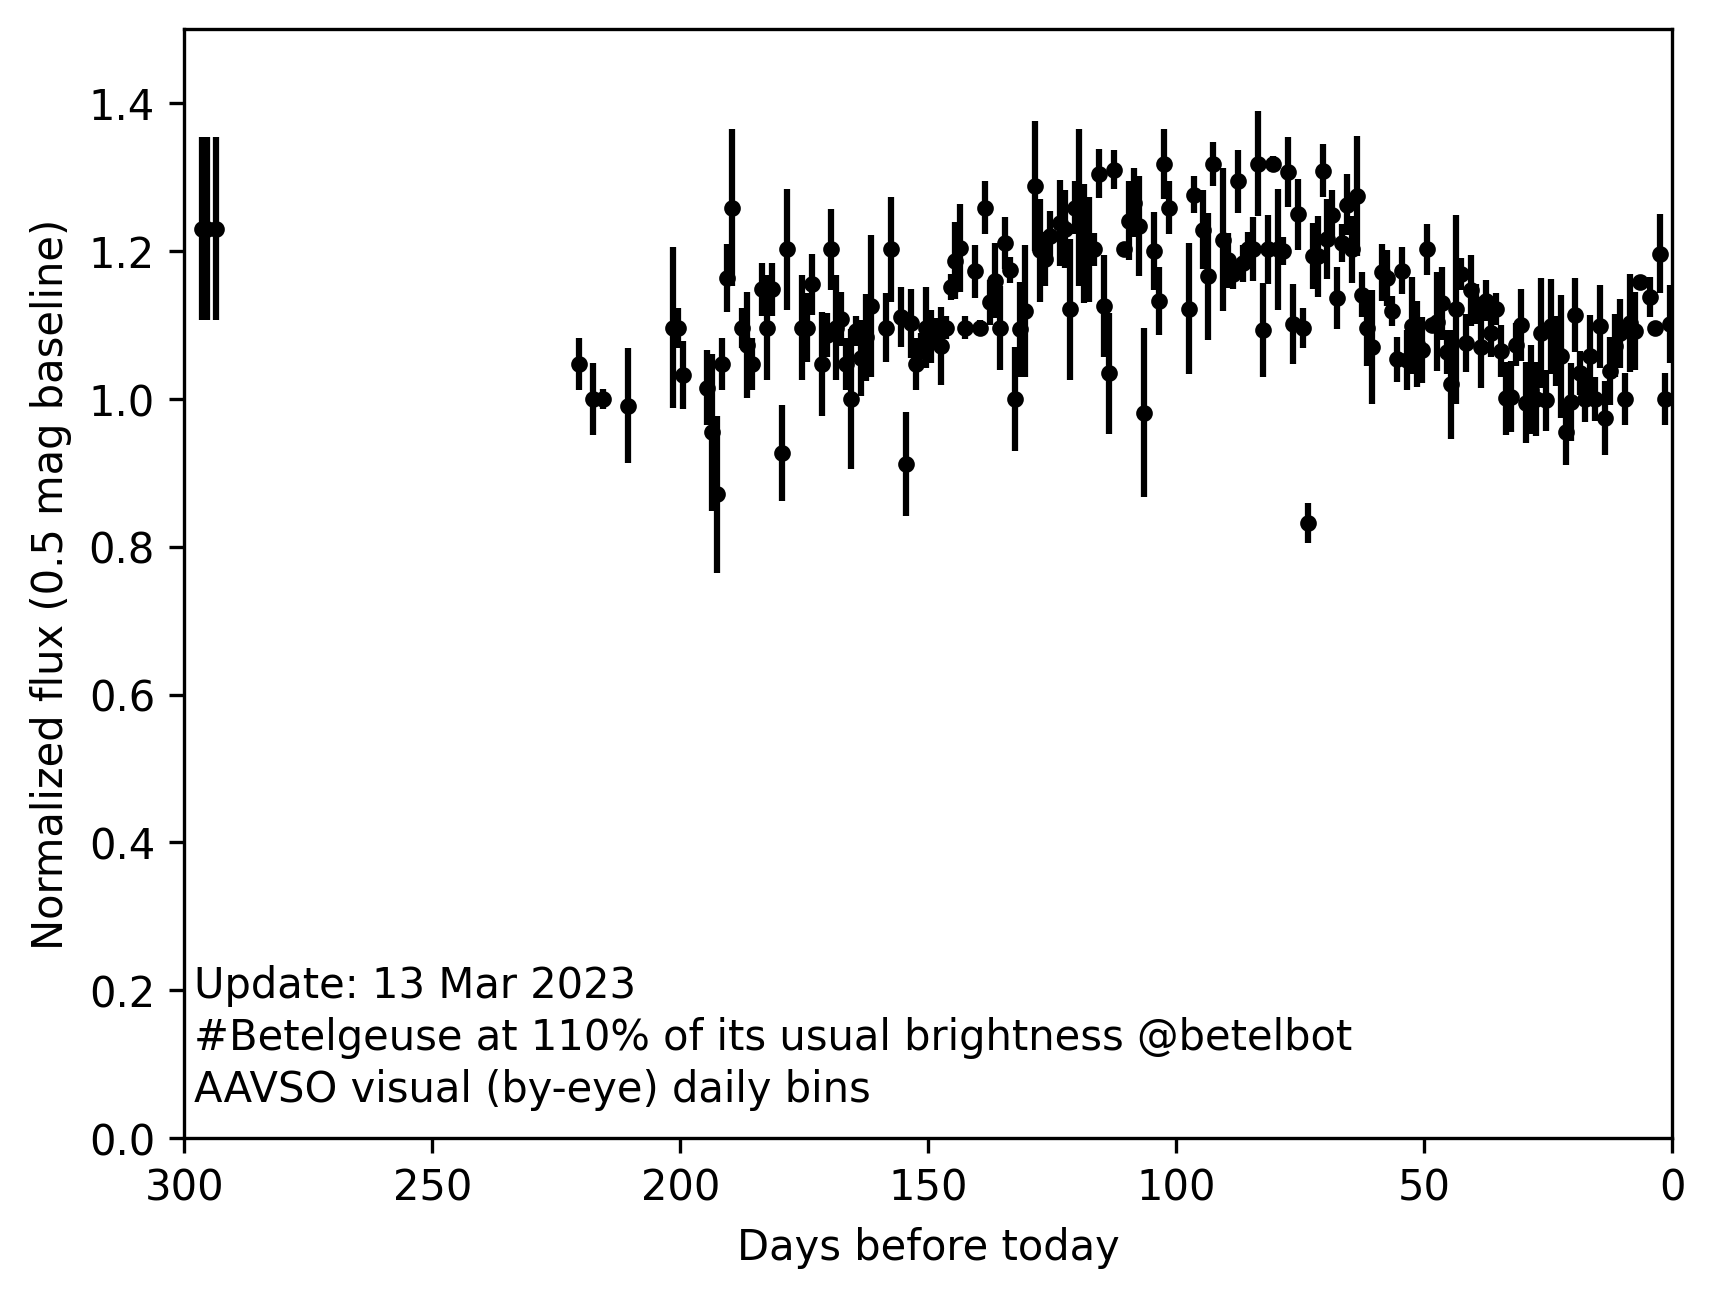 1.4
1.2
1.0
0.8
0.6
0.4
0.2
0.0
Normalized flux (0.5 mag baseline)
Update: 13 Mar 2023
#Betelgeuse at 110% of its usual brightness @betelbot
AAVSO visual (by-eye) daily bins
300 250 200 150 100 50 0
Days before today